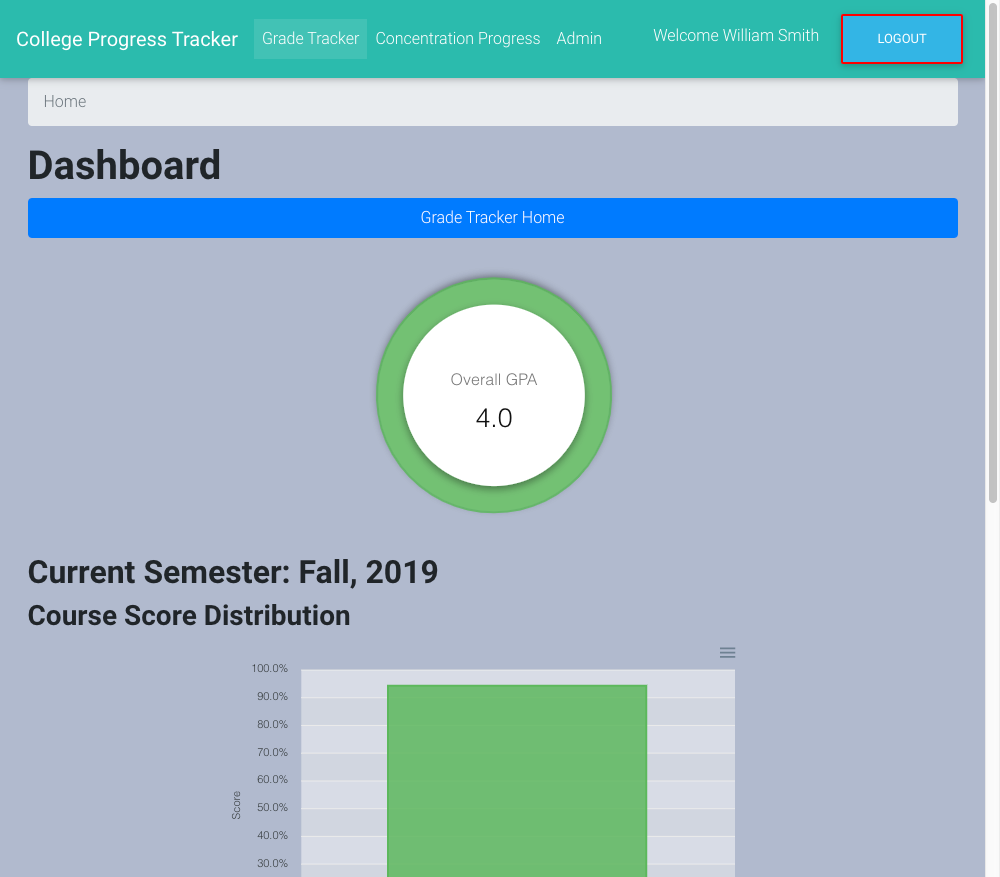 College Progress Tracker Grade Tracker Concentration Progress Admin Welcome William Smith LOGOUT
Home
Dashboard
Grade Tracker Home
Overall GPA
4.0
Current Semester: Fall, 2019
Course Score Distribution
100.0%
90.0%
80.0%
70.0%
60.0%
50.0%
Score
40.0%
30.0%